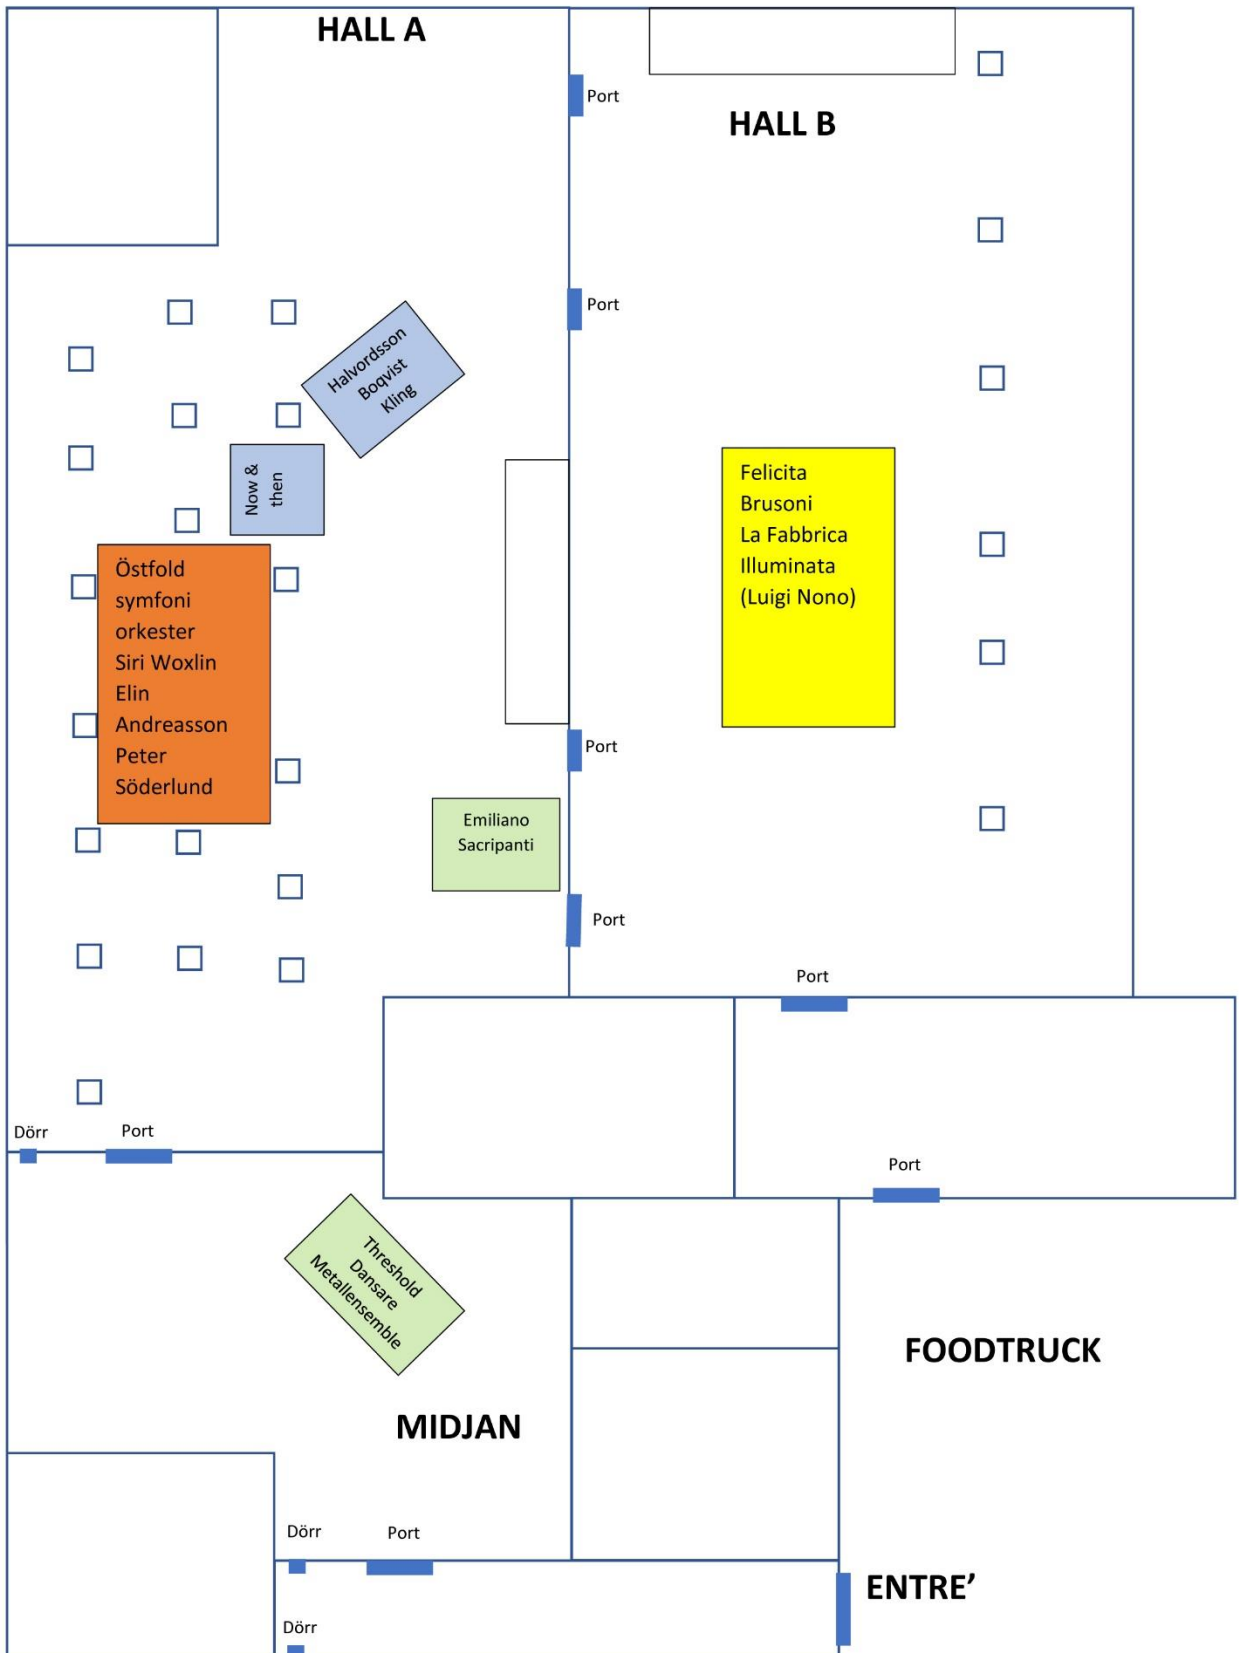 HALL A
Port
HALL B
Port
Halvordsson
Boqvist
Kling
Now &
then
Felicita
Brusoni
La Fabbrica
Illuminata
(Luigi Nono)
Östfold
symfoni
orkester
Siri Woxlin
Elin
Andreasson
Peter
Söderlund
Port
Emiliano
Sacripanti
Port
Port
Dörr
Port
Port
Threshold
Dansare
Metallensemble
FOODTRUCK
MIDJAN
Dörr
Port
ENTRE’
Dörr